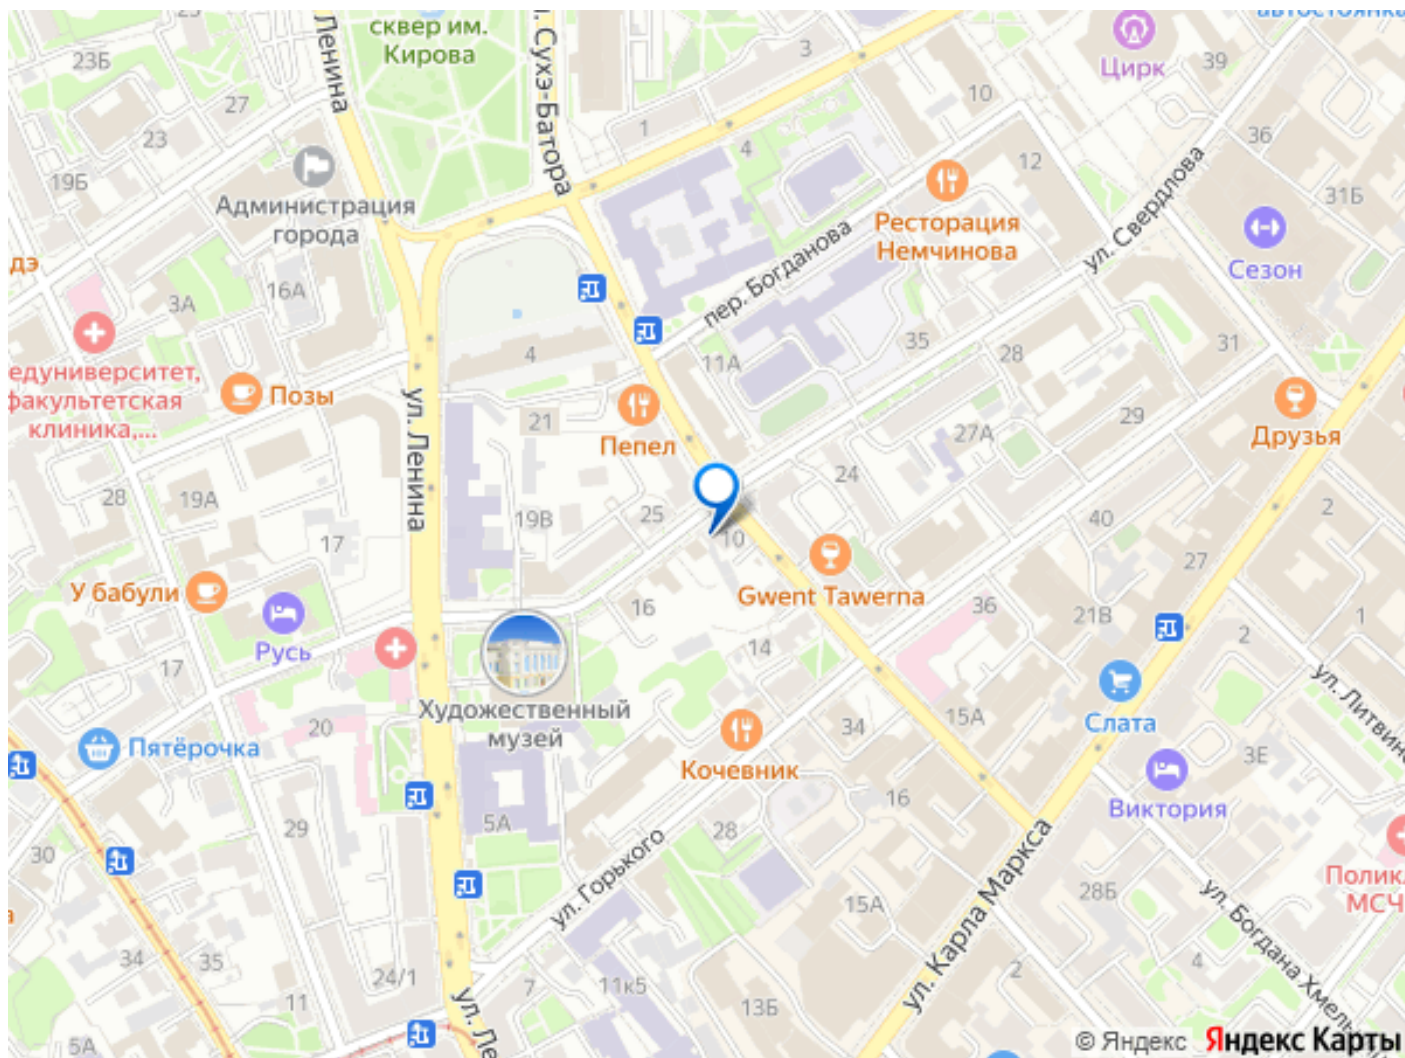 сквер им.
Кирова
ул. Сухэ-Батора
Ленина
автостоянка
Цирк
39
23Б
27
23
3
10
1
4
12
36
19Б
Администрация
города
Ресторация
Немчинова
ул. Свердлова
31Б
Сезон
пер. Богданова
дэ
3А
16А
4
11А
35
28
31
едуниверситет,
факультетская
клиника,...
Позы
ул. Ленина
21
Пепел
29
27А
Друзья
24
28
19А
17
19В
25
10
40
2
27
У бабули
Русь
16
Gwent Tawerna
36
21В
1
2
14
17
20
Художественный
музей
15А
34
Слата
ул. Литвин
Пятёрочка
Кочевник
3Е
Виктория
16
29
5А
28
30
ул. Горького
ул. Карла Маркса
28Б
Полик
МСЧ
15А
ул. Богдана Хмель
а
34
35
24/1
11
7
11к5
13Б
2
4
ул. Ле
5А
© Яндекс Яндекс Карты